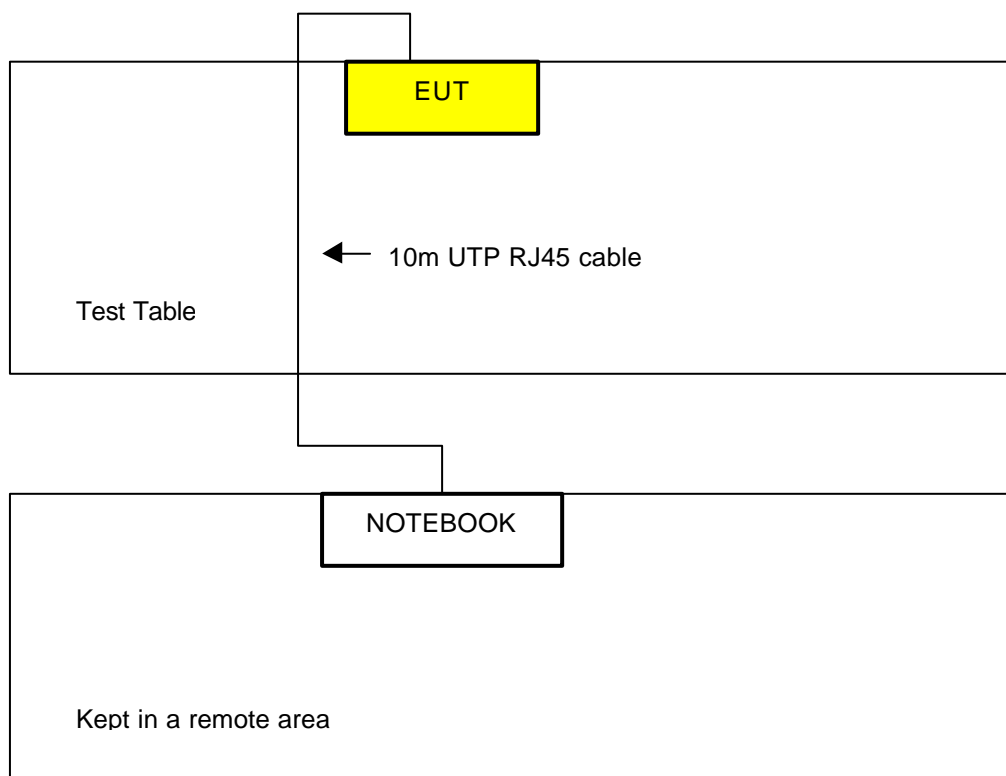 EUT
10m UTP RJ45 cable
Test Table
NOTEBOOK
Kept in a remote area